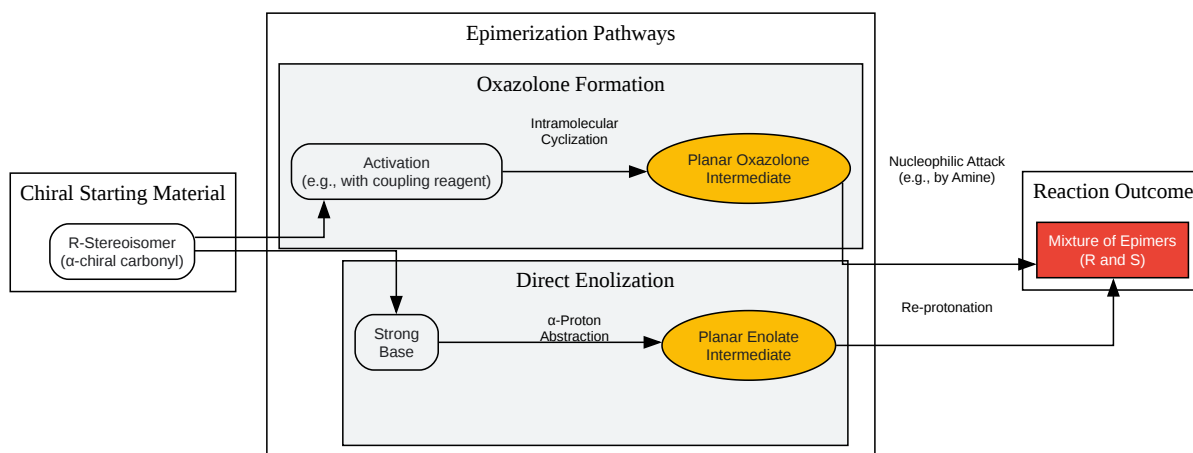 Epimerization Pathways
Oxazolone Formation
Intramolecular
Cyclization
Activation
(e.g., with coupling reagent)
Planar Oxazolone
Intermediate
Nucleophilic Attack
(e.g., by Amine)
Chiral Starting Material
R-Stereoisomer
(α-chiral carbonyl)
Reaction Outcome
Mixture of Epimers
(R and S)
Direct Enolization
Strong
Base
α-Proton
Abstraction
Planar Enolate
Intermediate
Re-protonation